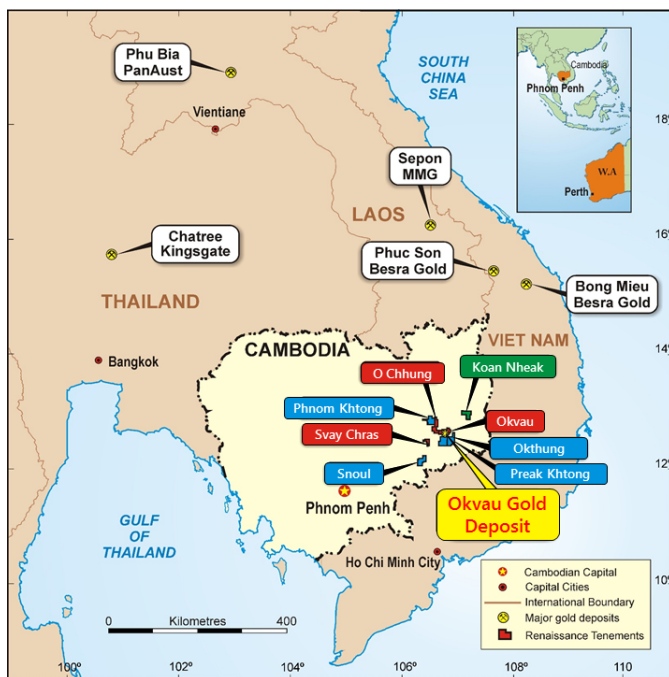 Phu Bia
PanAust
SOUTH
CHINA
SEA
Cambodia
Phnom Penh
W.A
Perth
Vientiane
18°
Sepon
MMG
LAOS
16°
Chatree
Kingsgate
Phuc Son
Besra Gold
Bong Mieu
Besra Gold
THAILAND
VIET NAM
14°
CAMBODIA
Bangkok
O Chhung
Koan Nheak
Phnom Khtong
Okvau
Svay Chras
Okthung
12°
Snoul
Preak Khtong
Okvau Gold
Deposit
Phnom Penh
GULF
OF
THAILAND
Ho Chi Minh City
10°
Cambodian Capital
Capital Cities
International Boundary
Major gold deposits
Renaissance Tenements
Kilometres
0 400
100° 102° 104° 106° 108° 110